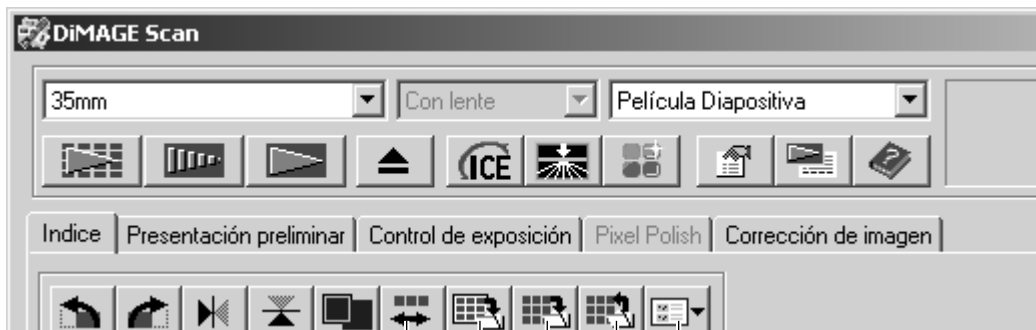 DiMAGE Scan
35mm Con lente Película Diapositiva
ICE
Indice Presentación preliminar Control de exposición Pixel Polish Corrección de imagen